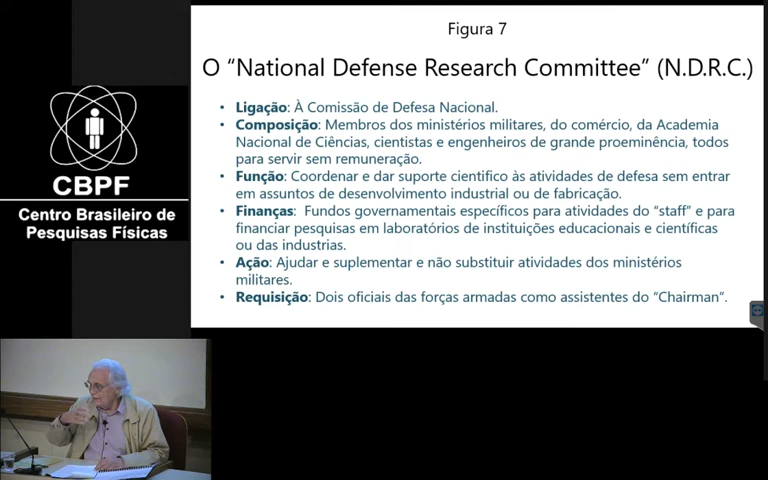 Figura 7
O “National Defense Research Committee” (N.D.R.C.)
• Ligação: À Comissão de Defesa Nacional.
• Composição: Membros dos ministérios militares, do comércio, da Academia
Nacional de Ciências, cientistas e engenheiros de grande proeminência, todos
para servir sem remuneração.
• Função: Coordenar e dar suporte cientifico às atividades de defesa sem entrar
em assuntos de desenvolvimento industrial ou de fabricação.
• Finanças: Fundos governamentais específicos para atividades do “staff” e para
financiar pesquisas em laboratórios de instituições educacionais e científicas
ou das industrias.
• Ação: Ajudar e suplementar e não substituir atividades dos ministérios
militares.
• Requisição: Dois oficiais das forças armadas como assistentes do “Chairman”.
CBPF
Centro Brasileiro de
Pesquisas Físicas